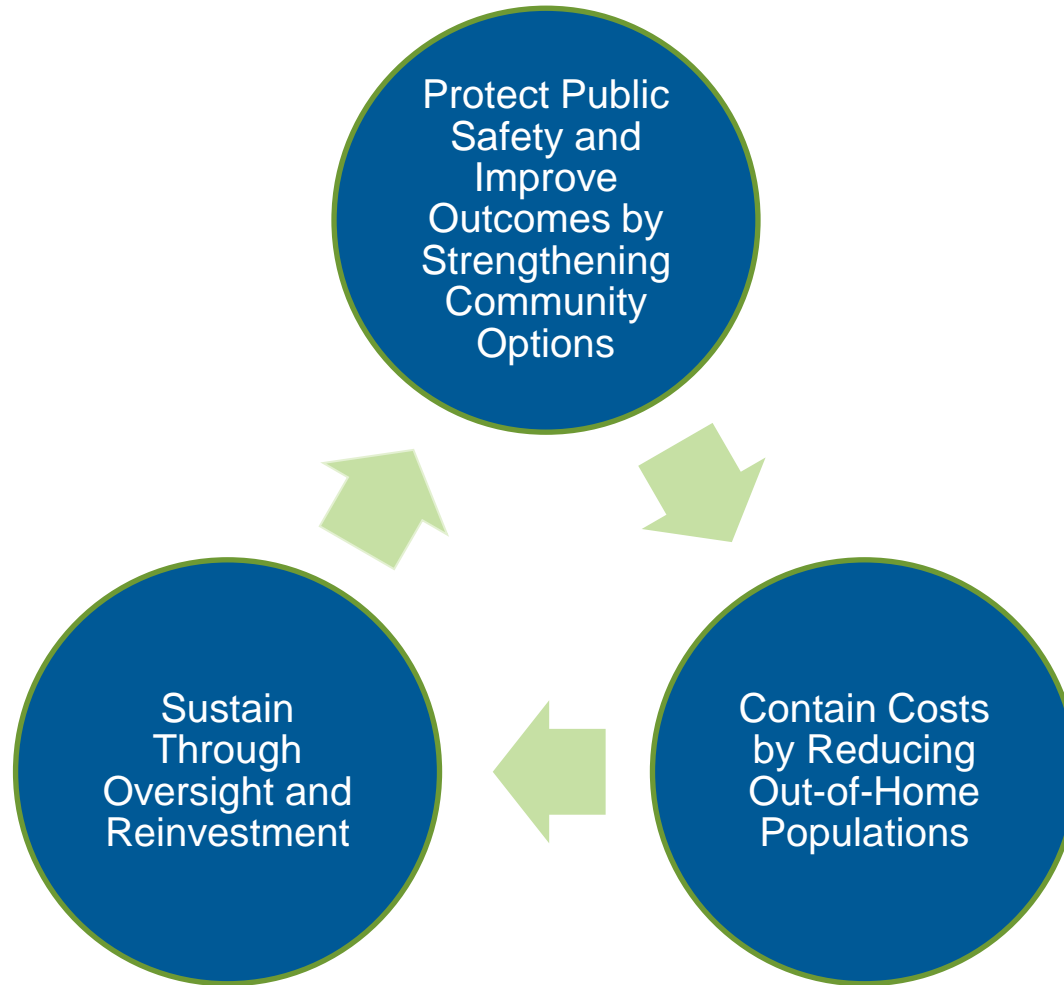 Protect Public
Safety and
Improve
Outcomes by
Strengthening
Community
Options
Sustain
Through
Oversight and
Reinvestment
Contain Costs
by Reducing
Out-of-Home
Populations